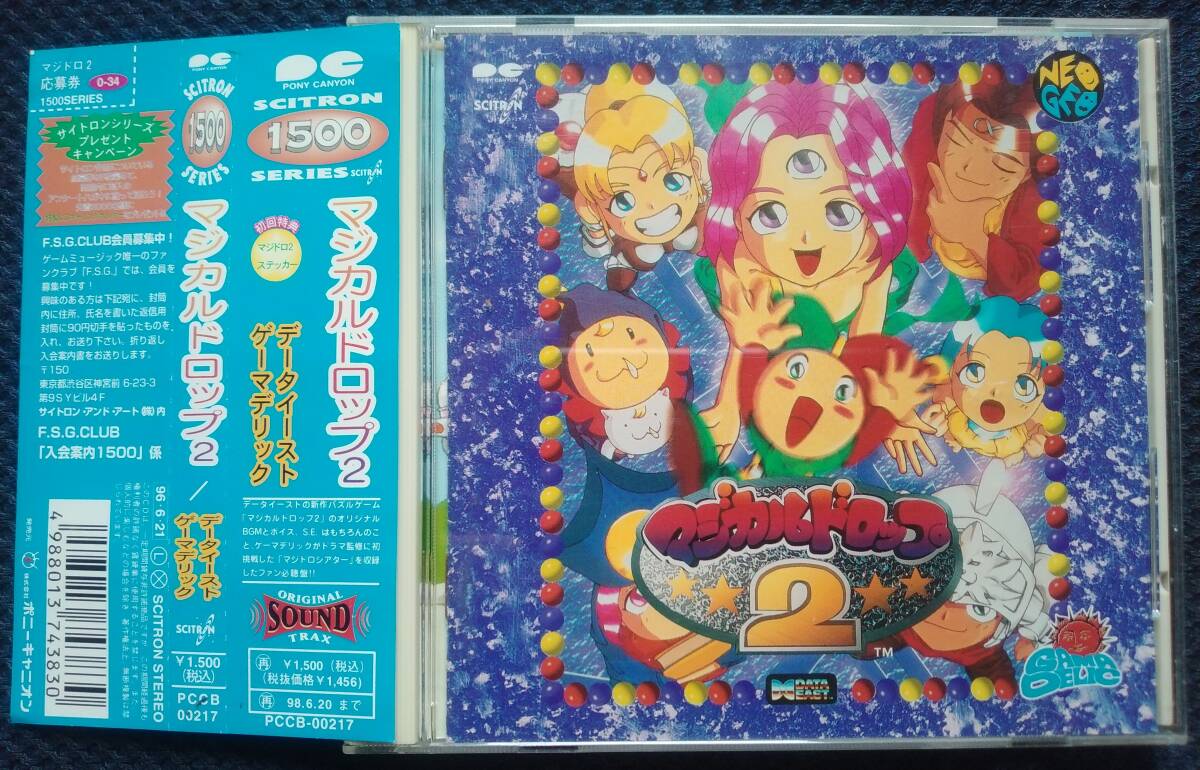 マジドロ2
応募券
0-34
1500SERIES
サイトロンシリーズ
プレゼント
キャンペーン
F.S.G.CLUB会員募集中!
ゲームミュージック唯一のファ
ンクラブ「F.S.G.」では、会員を
募集中です!
興味のある方は下記宛に、封筒
内に住所、氏名を書いた返信用
封筒に90円切手を貼ったものを
入れ、お送り下さい。折り返し
入会案内書をお送りします。
〒150
東京都渋谷区神宮前 6-23-3
第9SYビル4F
サイトロン・アンド・アート(株)内
F.S.G.CLUB
「入会案内1500」係
4988013743830
発売元
株式会社 ポニーキャニオン
PONY CANYON
SCITRON
1500
SERIES
マジカルドロップ2 / データイースト
ゲーマデリック
96・6・21 Ⓛ SCITRON STEREO
SCITRON
¥1,500
(税込)
PCCB
00217
PONY CANYON
SCITRON
1500
SERIES SCITRON
初回特典
マジドロ2
ステッカー
マジカルドロップ2
データイースト
ゲーマデリック
データイーストの新作パズルゲーム
「マジカルドロップ2」のオリジナル
BGMとボイス、S.E.はもちろんのこ
と、ゲーマデリックがドラマ監修に初
挑戦した「マジドロシアター」を収録
したファン必聴盤!!
ORIGINAL
SOUND
TRAX
再 ¥1,500(税込)
(税抜価格¥1,456)
再 98.6.20 まで
PCCB-00217
PONY CANYON
SCITRON
NEO
GEO
マジカルドロップ
2
TM
DATA
EAST